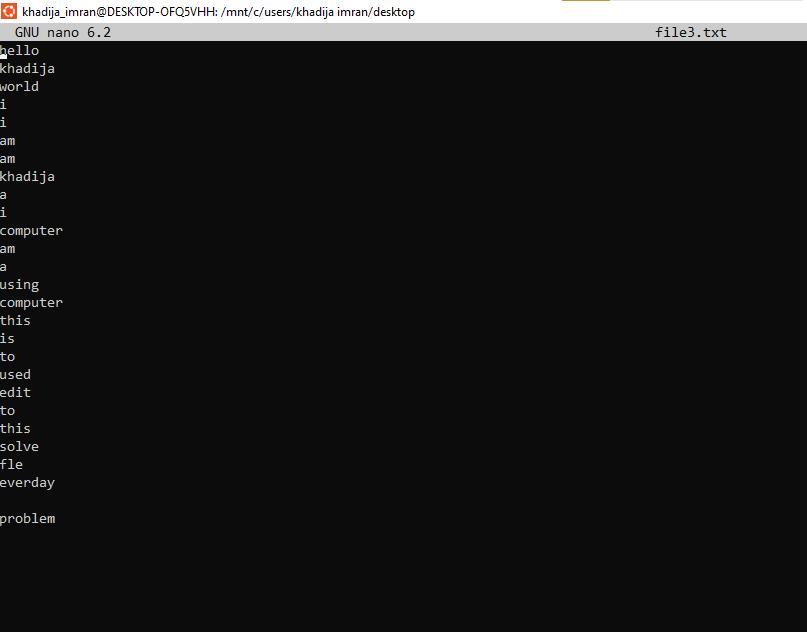 khadija_imran@DESKTOP-OFQ5VHH: /mnt/c/users/khadija imran/desktop
GNU nano 6.2 file3.txt
hello
khadija
world
i
i
am
am
khadija
a
i
computer
am
a
using
computer
this
is
to
used
edit
to
this
solve
fle
everday
problem